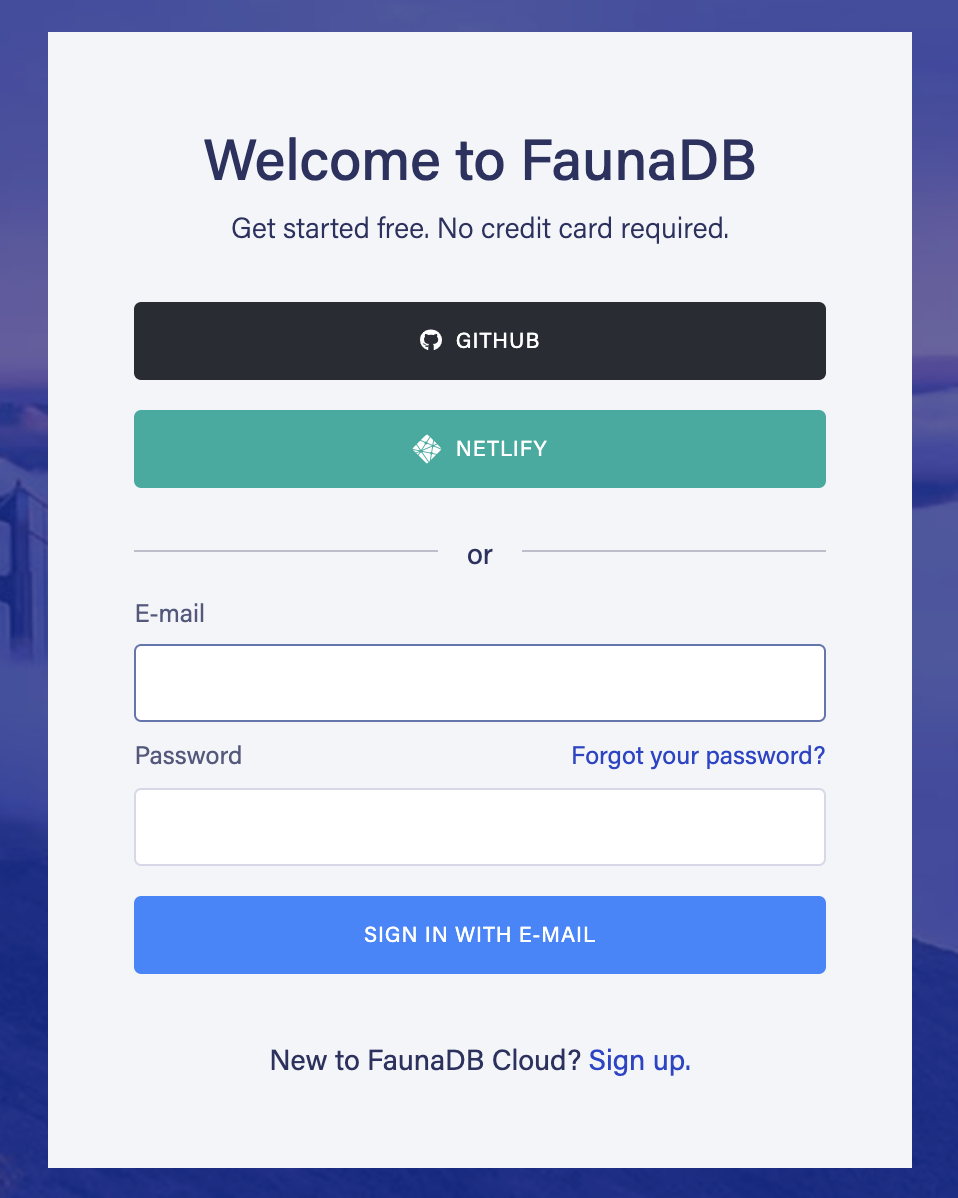 Welcome to FaunaDB
Get started free. No credit card required.
GITHUB
NETLIFY
or
E-mail
Password Forgot your password?
SIGN IN WITH E-MAIL
New to FaunaDB Cloud? Sign up.